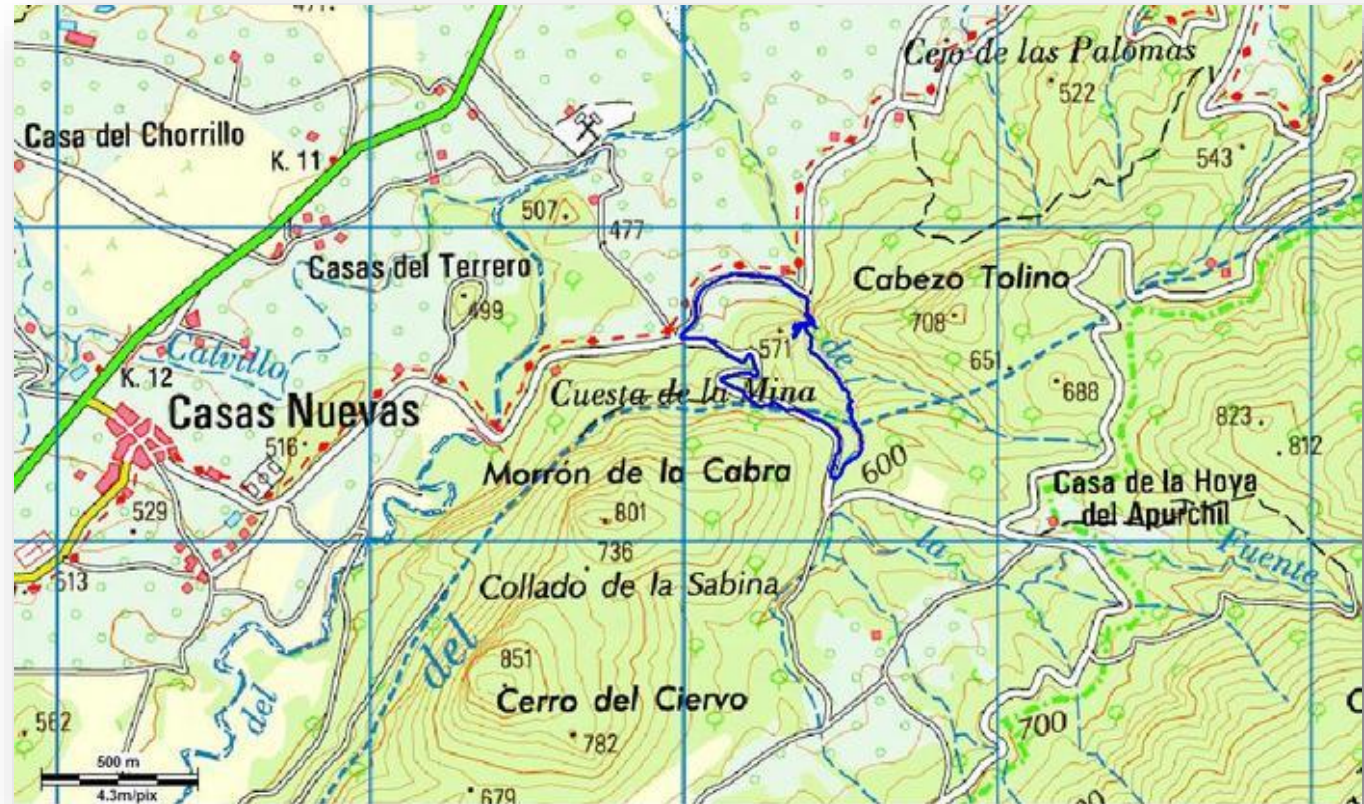 471
Cejo de las Palomas
522
Casa del Chorrillo
K. 11
543
507
477
Casas del Terrero
Cabezo Tolino
499
708
571
de
651
Calvillo
K. 12
Cuesta de la Mina
688
Casas Nuevas
823
812
516
Morrón de la Cabra
600
Casa de la Hoya
del Apurchil
529
801
736
la
Fuente
513
Collado de la Sabina
del
851
Cerro del Ciervo
del
562
782
700
679
500 m
4.3m/pix